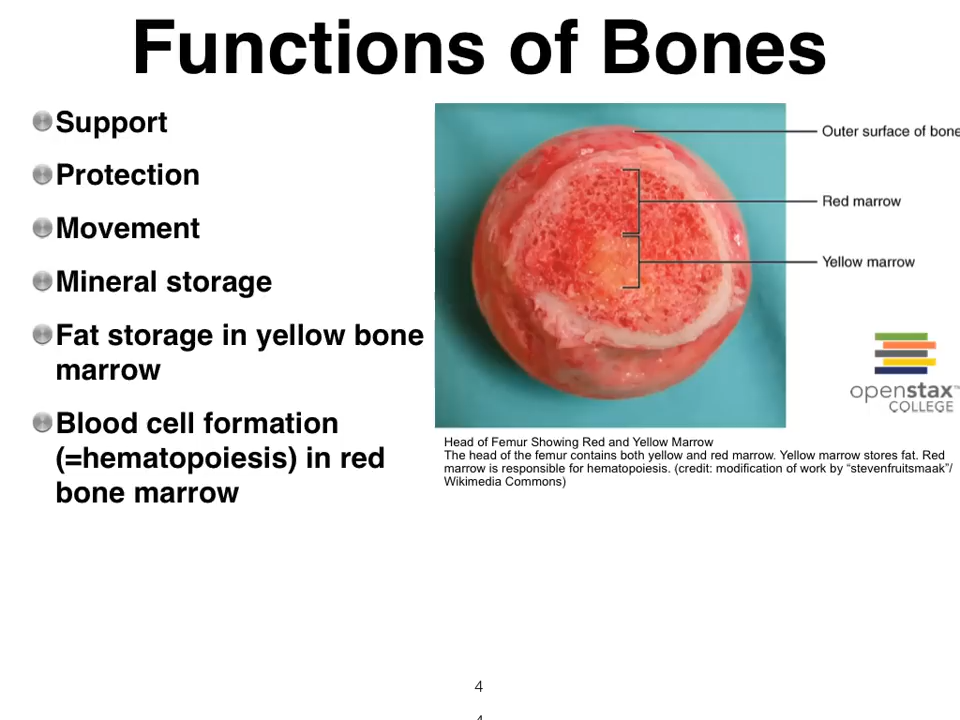 Functions of Bones
Support
Protection
Movement
Mineral storage
Fat storage in yellow bone
marrow
Blood cell formation
(=hematopoiesis) in red
bone marrow
Outer surface of bone
Red marrow
Yellow marrow
openstax™
COLLEGE
Head of Femur Showing Red and Yellow Marrow
The head of the femur contains both yellow and red marrow. Yellow marrow stores fat. Red
marrow is responsible for hematopoiesis. (credit: modification of work by “stevenfruitsmaak”/
Wikimedia Commons)
4
4